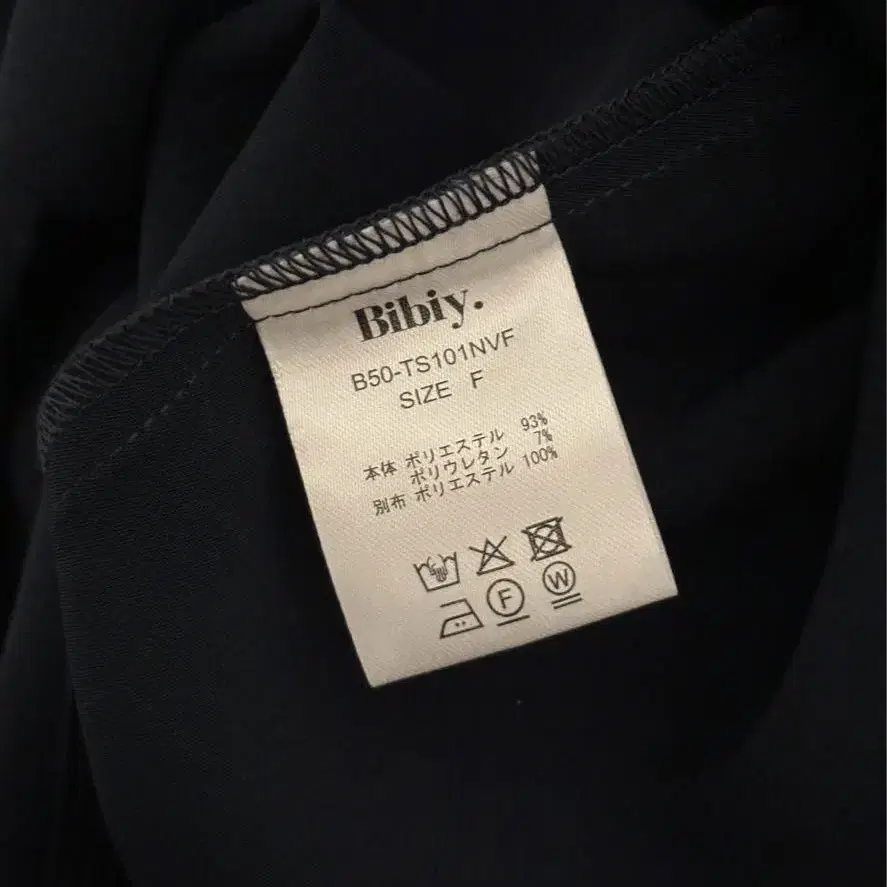 Bibiy.
B50-TS101NVF
SIZE F
本体 ポリエステル 93%
ポリウレタン 7%
別布 ポリエステル 100%
F
W